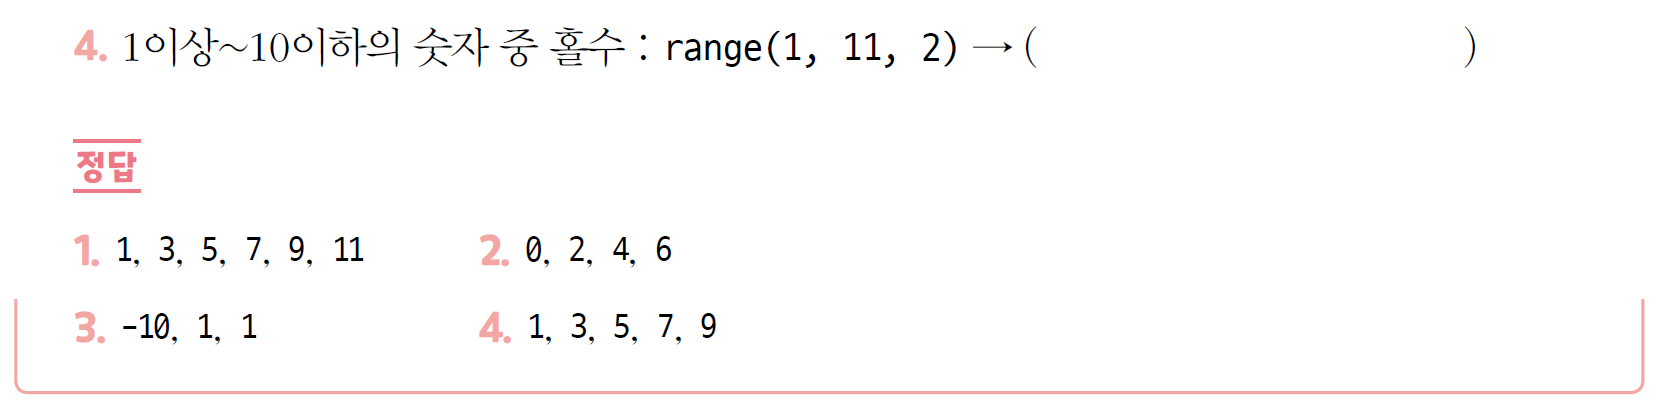 4. 1이상~10이하의 숫자 중 홀수 : range(1, 11, 2) → ( )
정답
1. 1, 3, 5, 7, 9, 11 2. 0, 2, 4, 6
3. -10, 1, 1 4. 1, 3, 5, 7, 9